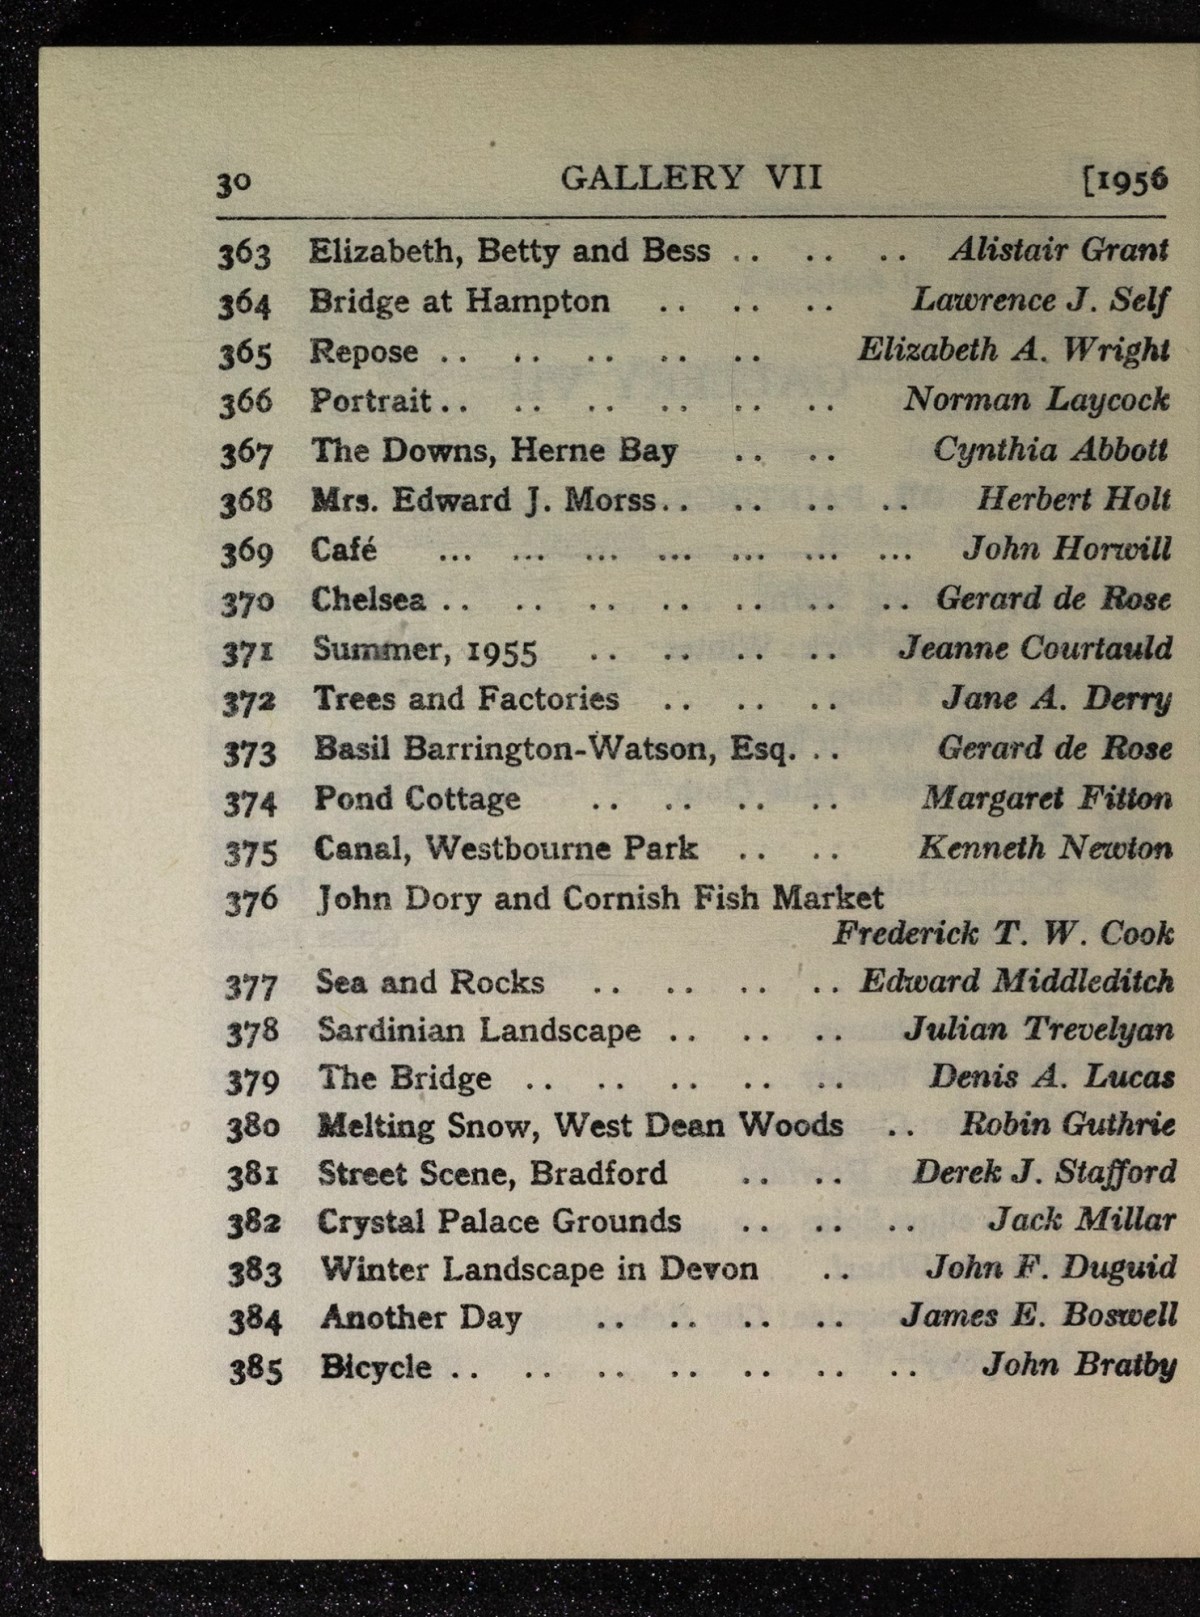 30 GALLERY VII [1956
363 Elizabeth, Betty and Bess .. .. .. Alistair Grant
364 Bridge at Hampton .. .. .. Lawrence J. Self
365 Repose .. .. .. .. .. Elizabeth A. Wright
366 Portrait .. .. .. .. .. .. Norman Laycock
367 The Downs, Herne Bay .. .. Cynthia Abbott
368 Mrs. Edward J. Morss .. .. .. .. Herbert Holt
369 Café ... ... ... ... ... ... ... John Horwill
370 Chelsea .. .. .. .. .. .. .. Gerard de Rose
371 Summer, 1955 .. .. .. .. Jeanne Courtauld
372 Trees and Factories .. .. .. Jane A. Derry
373 Basil Barrington-Watson, Esq. .. Gerard de Rose
374 Pond Cottage .. .. .. .. Margaret Fitton
375 Canal, Westbourne Park .. .. Kenneth Newton
376 John Dory and Cornish Fish Market
Frederick T. W. Cook
377 Sea and Rocks .. .. .. .. Edward Middleditch
378 Sardinian Landscape .. .. .. Julian Trevelyan
379 The Bridge .. .. .. .. .. Denis A. Lucas
380 Melting Snow, West Dean Woods .. Robin Guthrie
381 Street Scene, Bradford .. .. Derek J. Stafford
382 Crystal Palace Grounds .. .. .. Jack Millar
383 Winter Landscape in Devon .. John F. Duguid
384 Another Day .. .. .. .. James E. Boswell
385 Bicycle .. .. .. .. .. .. .. John Bratby